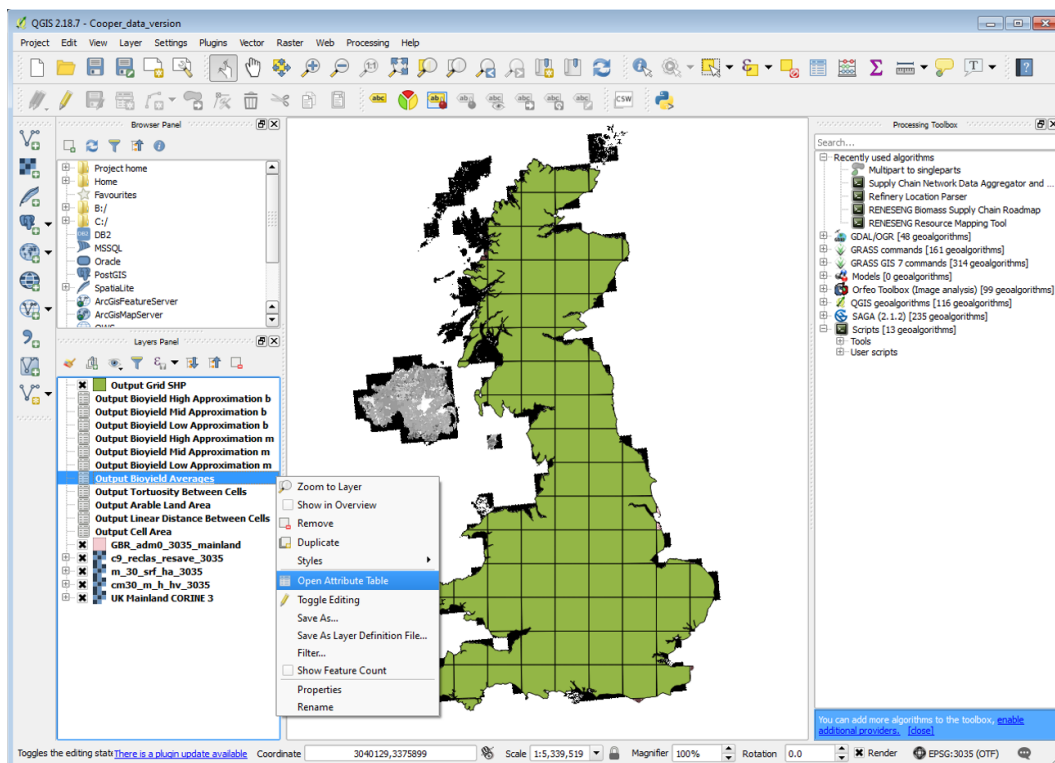 QGIS 2.18.7 - Cooper_data_version
Project Edit View Layer Settings Plugins Vector Raster Web Processing Help
Browser Panel
Project home
Home
Favourites
B:/
C:/
DB2
MSSQL
Oracle
PostGIS
SpatiaLite
ArcGisFeatureServer
ArcGisMapServer
Layers Panel
Output Grid SHP
Output Bioyield High Approximation b
Output Bioyield Mid Approximation b
Output Bioyield Low Approximation b
Output Bioyield High Approximation m
Output Bioyield Mid Approximation m
Output Bioyield Low Approximation m
Output Bioyield Averages
Output Tortuosity Between Cells
Output Arable Land Area
Output Linear Distance Between Cells
Output Cell Area
GBR_adm0_3035_mainland
c9_reclas_resave_3035
m_30_srf_ha_3035
cm30_m_h_hv_3035
UK Mainland CORINE 3
Zoom to Layer
Show in Overview
Remove
Duplicate
Styles
Open Attribute Table
Toggle Editing
Save As...
Save As Layer Definition File...
Filter...
Show Feature Count
Properties
Rename
Processing Toolbox
Search...
Recently used algorithms
Multipart to singleparts
Supply Chain Network Data Aggregator and ...
Refinery Location Parser
RENESENG Biomass Supply Chain Roadmap
RENESENG Resource Mapping Tool
GDAL/OGR [48 geoalgorithms]
GRASS commands [161 geoalgorithms]
GRASS GIS 7 commands [314 geoalgorithms]
Models [0 geoalgorithms]
Orfeo Toolbox (Image analysis) [99 geoalgorithms]
QGIS geoalgorithms [116 geoalgorithms]
SAGA (2.1.2) [235 geoalgorithms]
Scripts [13 geoalgorithms]
Tools
User scripts
You can add more algorithms to the toolbox, enable
additional providers. [close]
Toggles the editing stat There is a plugin update available Coordinate 3040129,3375899 Scale 1:5,339,519 Magnifier 100% Rotation 0.0 Render EPSG:3035 (OTF)